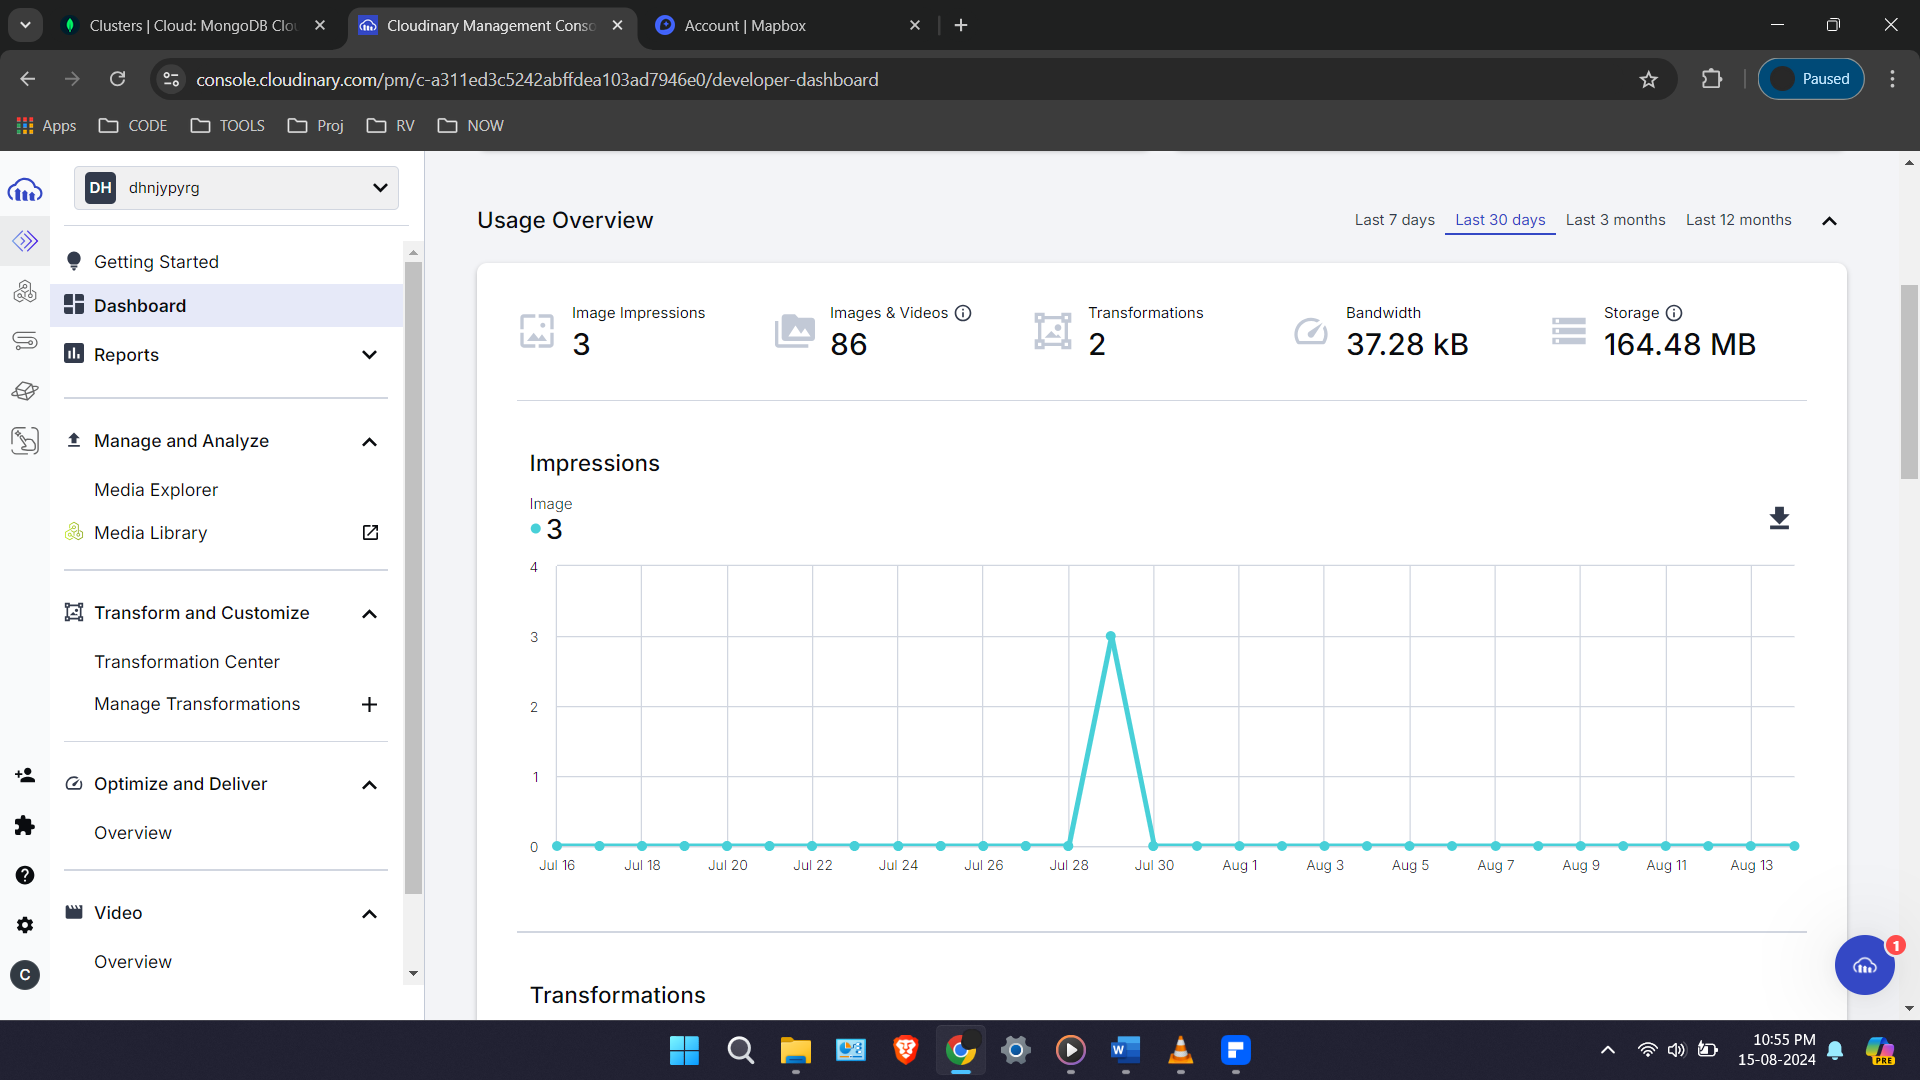 Clusters | Cloud: MongoDB Clou
Cloudinary Management Conso
Account | Mapbox
console.cloudinary.com/pm/c-a311ed3c5242abffdea103ad7946e0/developer-dashboard
Paused
Apps
CODE
TOOLS
Proj
RV
NOW
DH
dhnjypyrg
Getting Started
Dashboard
Reports
Manage and Analyze
Media Explorer
Media Library
Transform and Customize
Transformation Center
Manage Transformations
Optimize and Deliver
Overview
Video
Overview
C
Usage Overview
Last 7 days
Last 30 days
Last 3 months
Last 12 months
Image Impressions
3
Images & Videos
86
Transformations
2
Bandwidth
37.28 kB
Storage
164.48 MB
Impressions
Image
3
4
3
2
1
0
Jul 16
Jul 18
Jul 20
Jul 22
Jul 24
Jul 26
Jul 28
Jul 30
Aug 1
Aug 3
Aug 5
Aug 7
Aug 9
Aug 11
Aug 13
Transformations
1
10:55 PM
15-08-2024
PRE